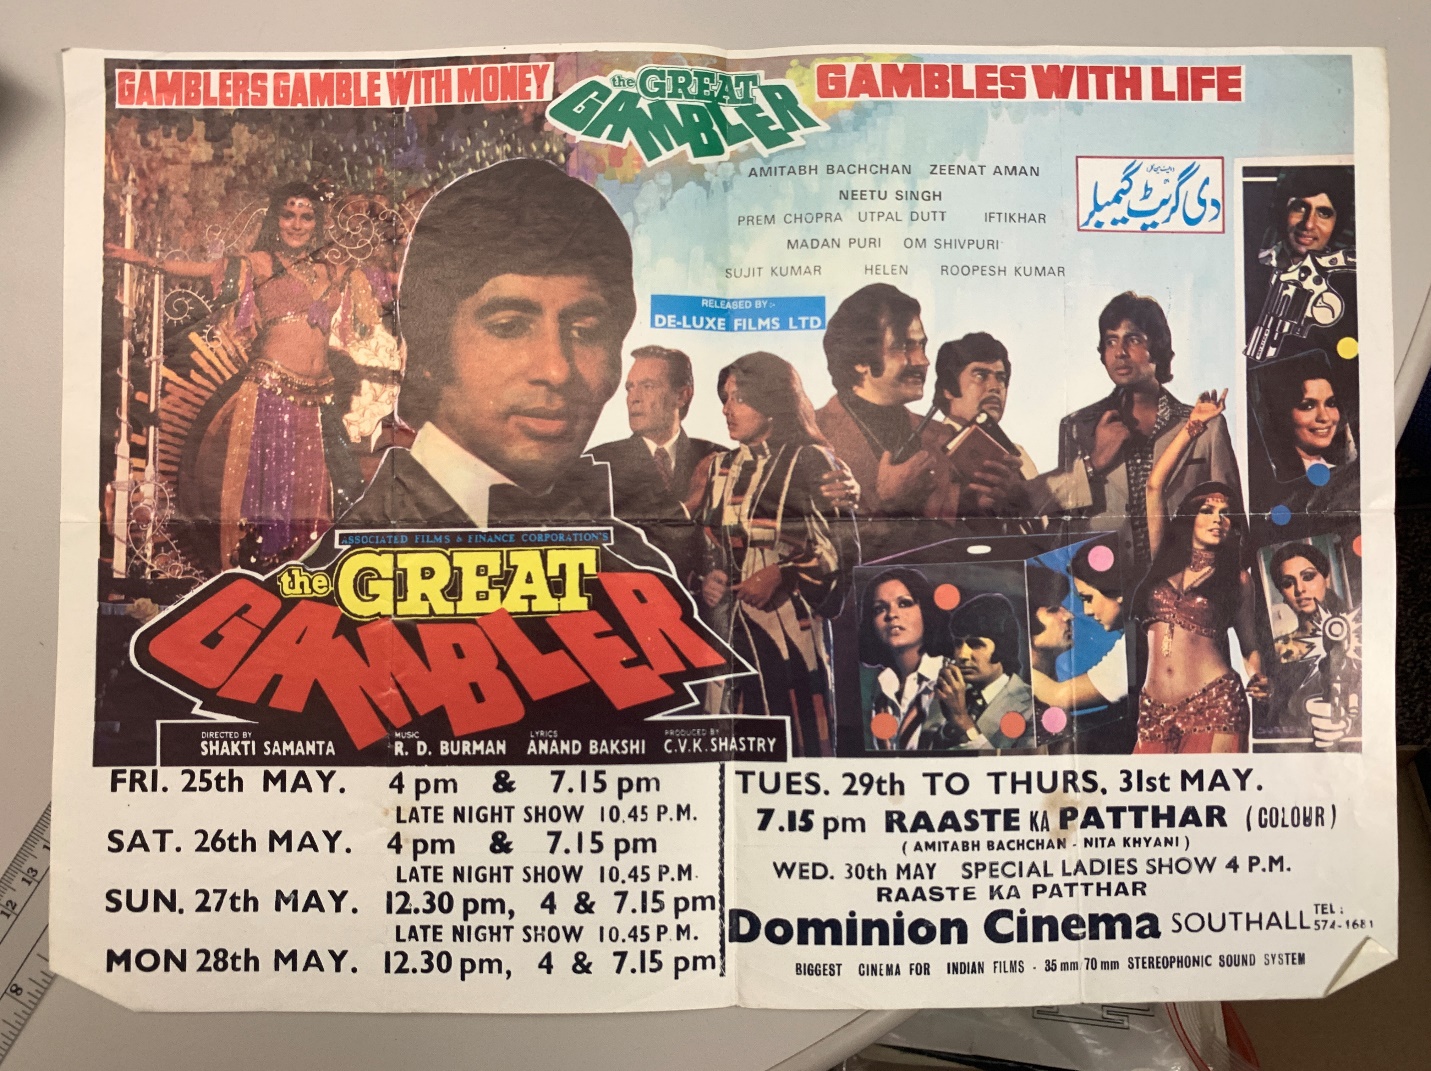 GAMBLERS GAMBLE WITH MONEY
the GREAT
GAMBLER
GAMBLES WITH LIFE
AMITABH BACHCHAN ZEENAT AMAN
NEETU SINGH
PREM CHOPRA UTPAL DUTT IFTIKHAR
MADAN PURI OM SHIVPURI
SUJIT KUMAR HELEN ROOPESH KUMAR
دی گریٹ گیمبلر
RELEASED BY:-
DE-LUXE FILMS LTD
ASSOCIATED FILMS & FINANCE CORPORATION'S
the GREAT
GAMBLER
DIRECTED BY
SHAKTI SAMANTA
MUSIC
R. D. BURMAN
LYRICS
ANAND BAKSHI
PRODUCED BY
C.V.K. SHASTRY
FRI. 25th MAY. 4 pm & 7.15 pm
LATE NIGHT SHOW 10.45 P.M.
SAT. 26th MAY. 4 pm & 7.15 pm
LATE NIGHT SHOW 10.45 P.M.
SUN. 27th MAY. 12.30 pm, 4 & 7.15 pm
LATE NIGHT SHOW 10.45 P.M.
MON 28th MAY. 12.30 pm, 4 & 7.15 pm
TUES. 29th TO THURS. 31st MAY.
7.15 pm RAASTE KA PATTHAR (COLOUR)
(AMITABH BACHCHAN - NITA KHYANI)
WED. 30th MAY SPECIAL LADIES SHOW 4 P.M.
RAASTE KA PATTHAR
Dominion Cinema SOUTHALL TEL: 574-1681
BIGGEST CINEMA FOR INDIAN FILMS - 35 mm/70 mm STEREOPHONIC SOUND SYSTEM
12 13
8